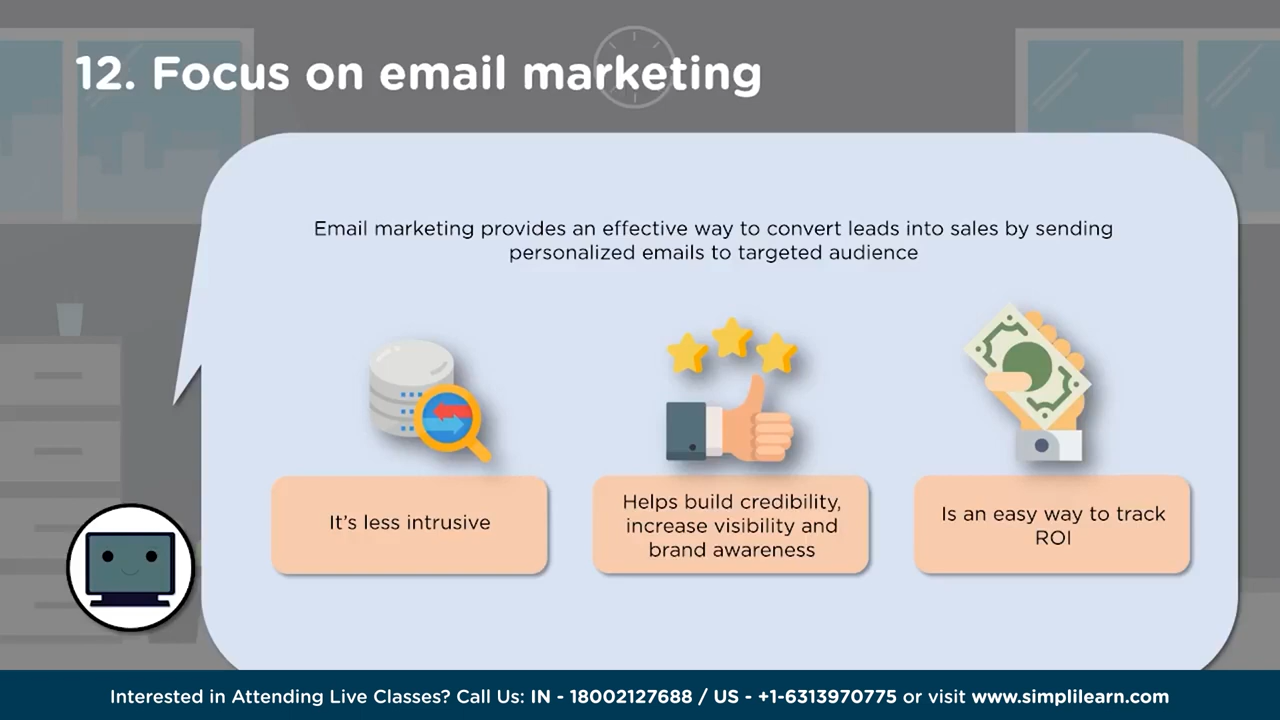 12. Focus on email marketing
Email marketing provides an effective way to convert leads into sales by sending
personalized emails to targeted audience
It's less intrusive
Helps build credibility,
increase visibility and
brand awareness
Is an easy way to track
ROI
Interested in Attending Live Classes? Call Us: IN - 18002127688 / US - +1-6313970775 or visit www.simplilearn.com